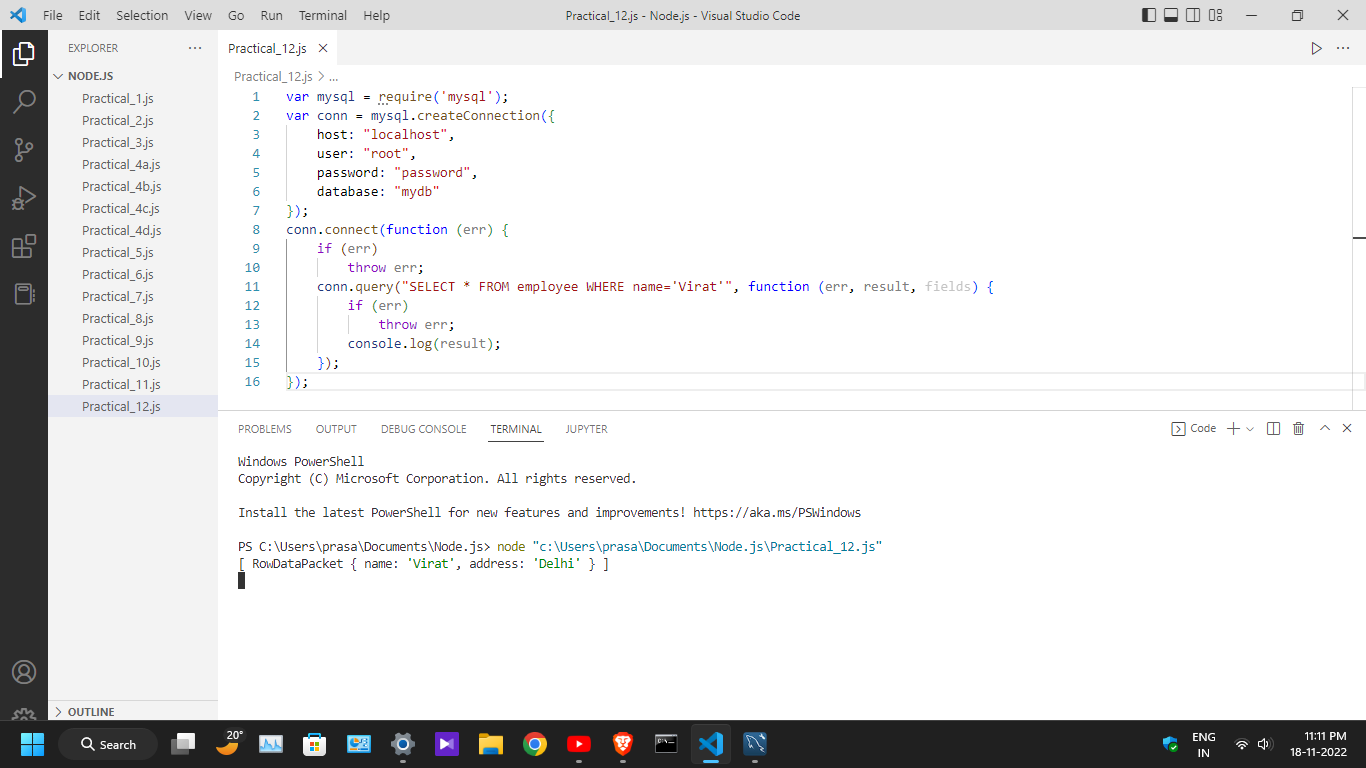 File Edit Selection View Go Run Terminal Help
Practical_12.js - Node.js - Visual Studio Code
EXPLORER
NODE.JS
Practical_1.js
Practical_2.js
Practical_3.js
Practical_4a.js
Practical_4b.js
Practical_4c.js
Practical_4d.js
Practical_5.js
Practical_6.js
Practical_7.js
Practical_8.js
Practical_9.js
Practical_10.js
Practical_11.js
Practical_12.js
OUTLINE
Practical_12.js
Practical_12.js > ...
1 var mysql = require('mysql');
2 var conn = mysql.createConnection({
3 host: "localhost",
4 user: "root",
5 password: "password",
6 database: "mydb"
7 });
8 conn.connect(function (err) {
9 if (err)
10 throw err;
11 conn.query("SELECT * FROM employee WHERE name='Virat'", function (err, result, fields) {
12 if (err)
13 throw err;
14 console.log(result);
15 });
16 });
PROBLEMS OUTPUT DEBUG CONSOLE TERMINAL JUPYTER
Code
Windows PowerShell
Copyright (C) Microsoft Corporation. All rights reserved.
Install the latest PowerShell for new features and improvements! https://aka.ms/PSWindows
PS C:\Users\prasa\Documents\Node.js> node "c:\Users\prasa\Documents\Node.js\Practical_12.js"
[ RowDataPacket { name: 'Virat', address: 'Delhi' } ]
Search
20°
ENG
IN
11:11 PM
18-11-2022